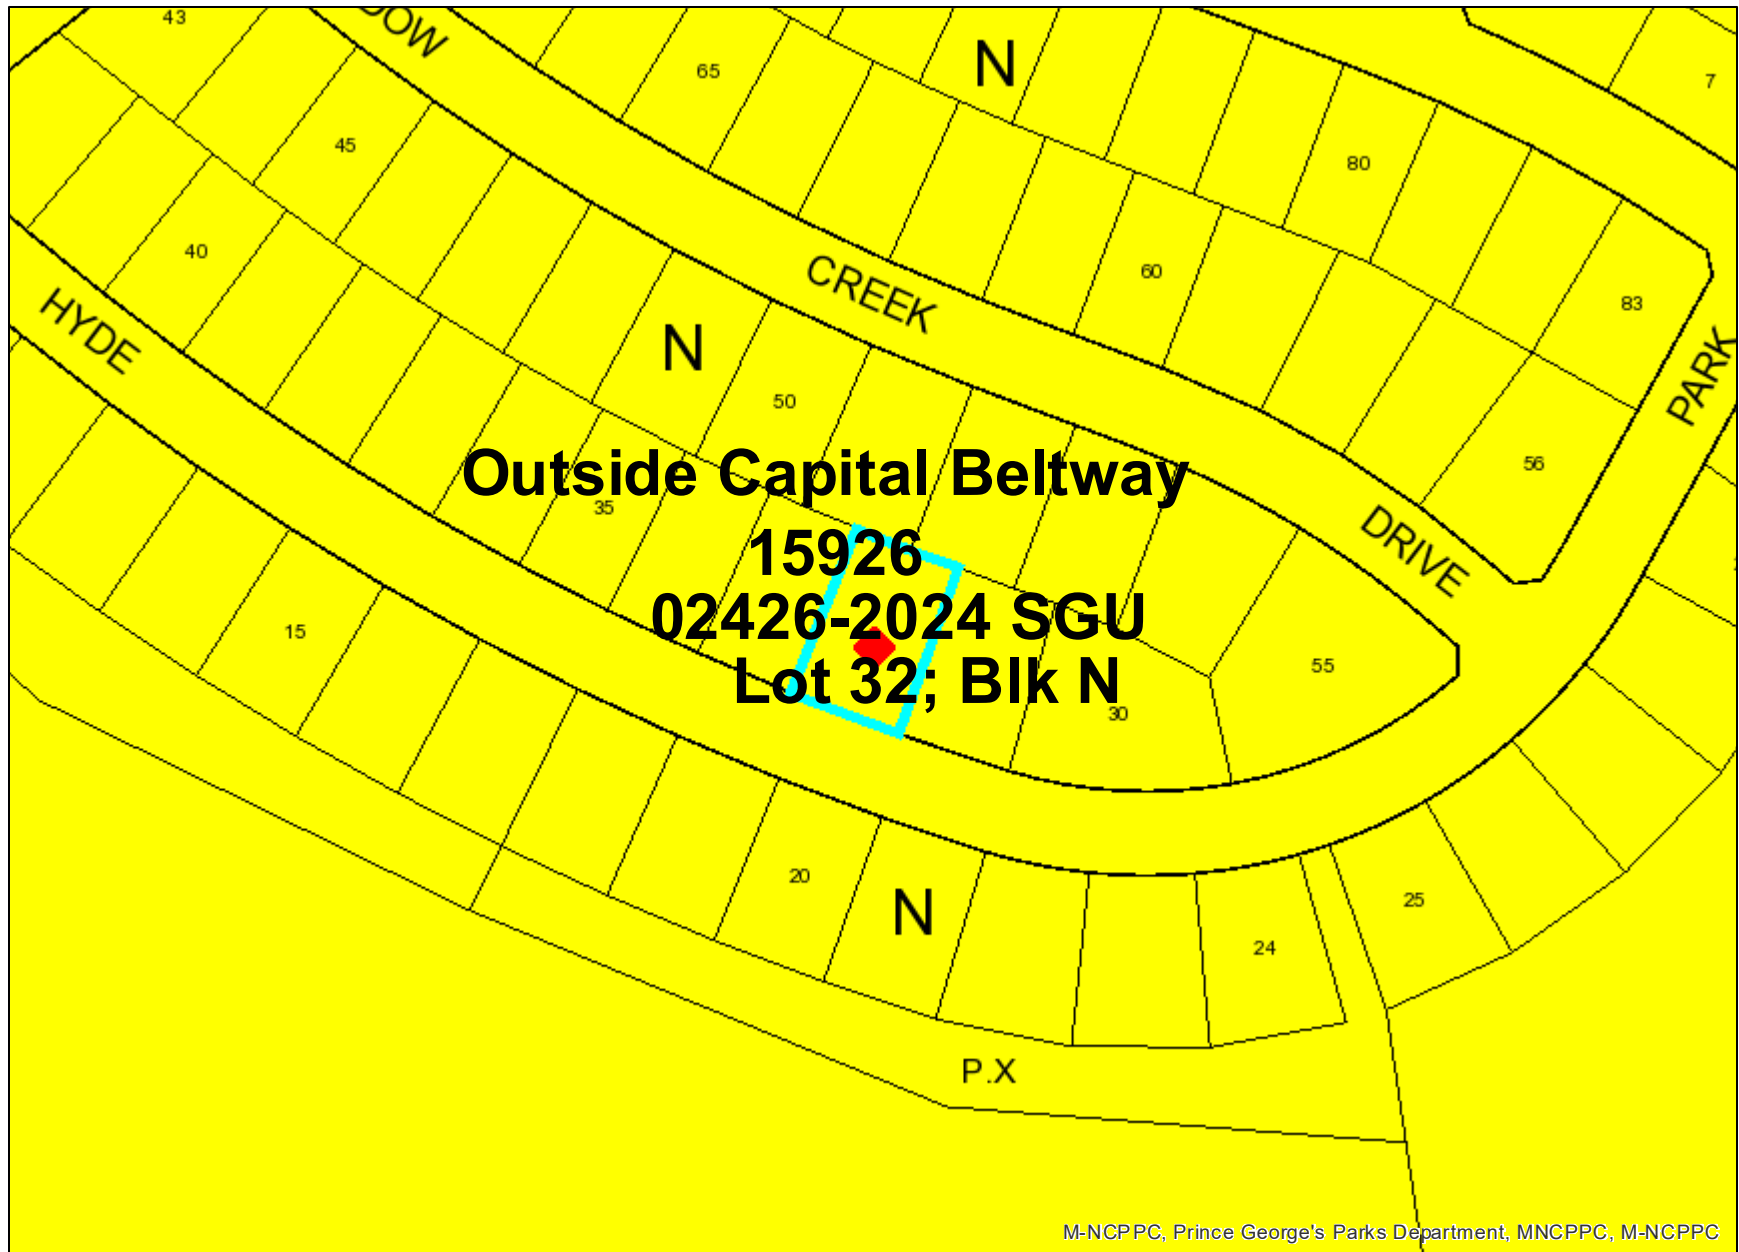 43
DOW
65
N
7
45
80
40
CREEK
60
83
HYDE
N
PARK
50
Outside Capital Beltway
56
35
DRIVE
15926
02426-2024 SGU
15
Lot 32; Blk N
55
30
20
N
25
24
P.X
M-NCPPC, Prince George's Parks Department, MNCPPC, M-NCPPC